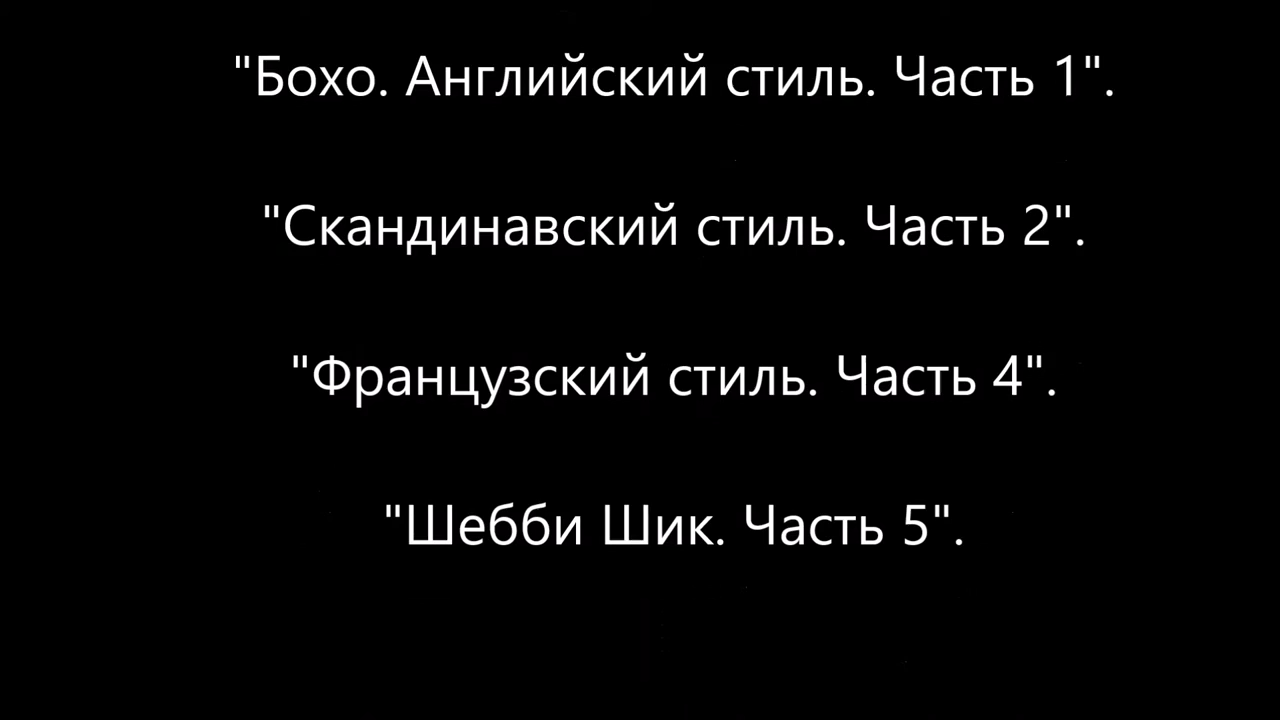 "Бохо. Английский стиль. Часть 1".
"Скандинавский стиль. Часть 2".
"Французский стиль. Часть 4".
"Шебби Шик. Часть 5".